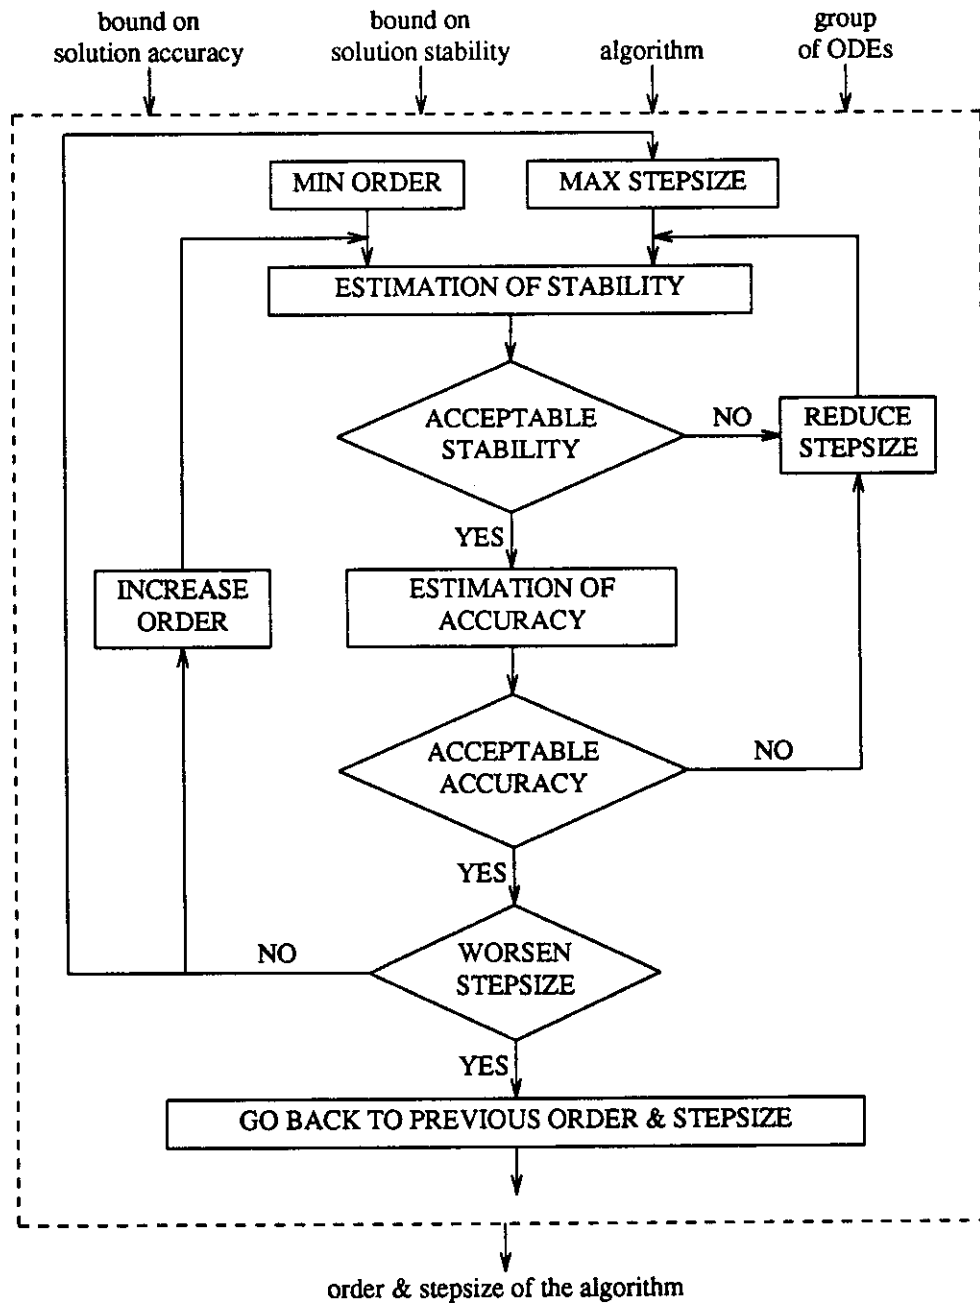 bound on
solution accuracy
bound on
solution stability
algorithm
group
of ODEs
MIN ORDER
MAX STEPSIZE
ESTIMATION OF STABILITY
ACCEPTABLE
STABILITY
NO
REDUCE
STEPSIZE
YES
INCREASE
ORDER
ESTIMATION OF
ACCURACY
ACCEPTABLE
ACCURACY
NO
YES
NO
WORSEN
STEPSIZE
YES
GO BACK TO PREVIOUS ORDER & STEPSIZE
order & stepsize of the algorithm